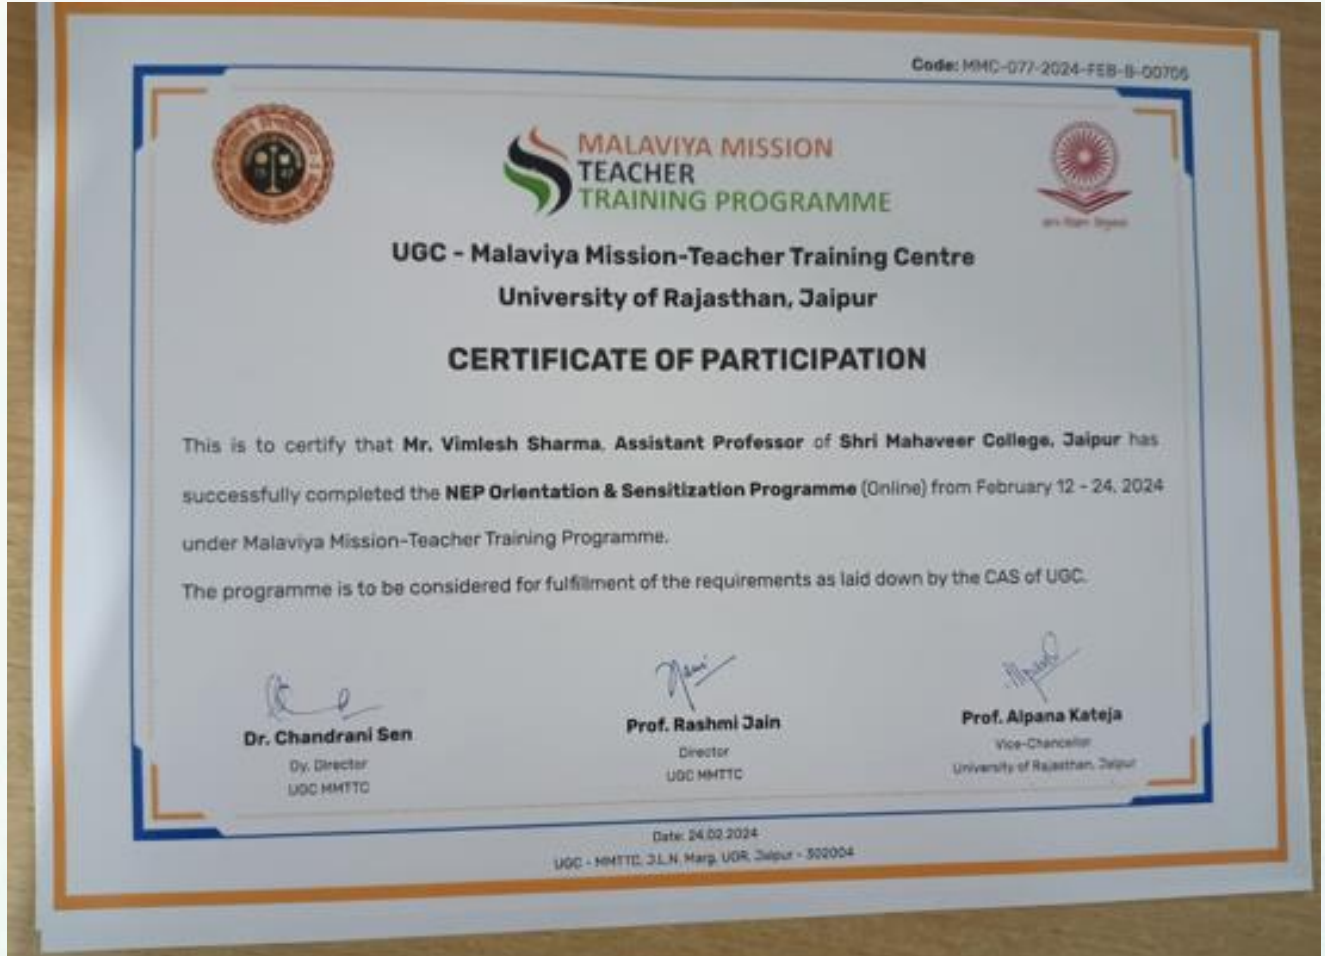 Code: MMC-077-2024-FEB-B-00706
MALAVIYA MISSION
TEACHER
TRAINING PROGRAMME
UGC - Malaviya Mission-Teacher Training Centre
University of Rajasthan, Jaipur
CERTIFICATE OF PARTICIPATION
This is to certify that Mr. Vimlesh Sharma, Assistant Professor of Shri Mahaveer College, Jaipur has
successfully completed the NEP Orientation & Sensitization Programme (Online) from February 12 - 24, 2024
under Malaviya Mission-Teacher Training Programme.
The programme is to be considered for fulfillment of the requirements as laid down by the CAS of UGC.
Dr. Chandrani Sen
Dy. Director
UGC MMTTC
Prof. Rashmi Jain
Director
UGC MMTTC
Prof. Alpana Kateja
Vice-Chancellor
University of Rajasthan, Jaipur
Date: 24.02.2024
UGC - MMTTC, J.L.N. Marg, UOR, Jaipur - 302004